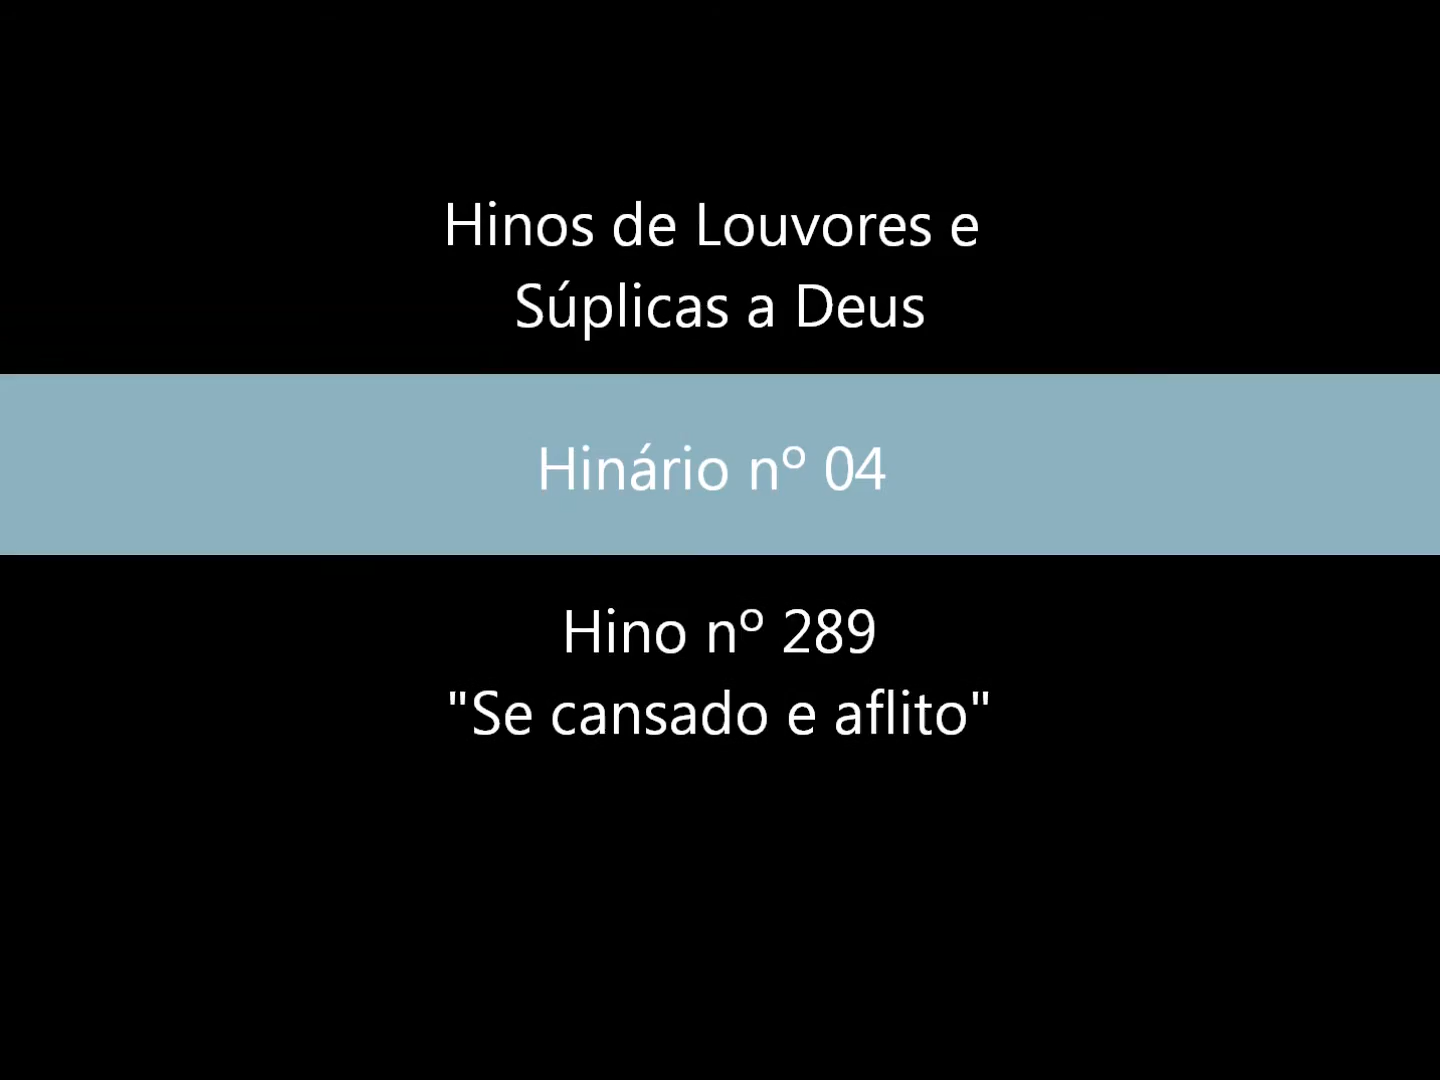 Hinos de Louvores e
Súplicas a Deus
Hinário nº 04
Hino nº 289
"Se cansado e aflito"